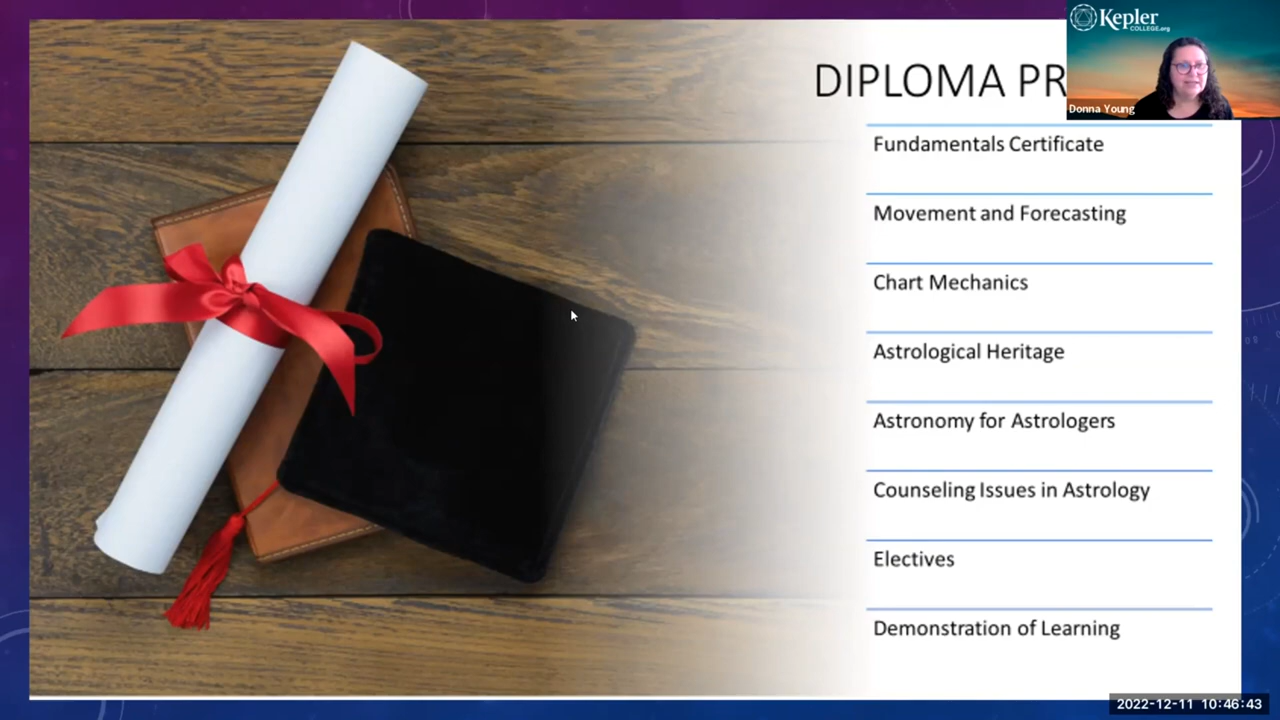 DIPLOMA PR
Kepler
COLLEGE.org
Donna Young
Fundamentals Certificate
Movement and Forecasting
Chart Mechanics
Astrological Heritage
Astronomy for Astrologers
Counseling Issues in Astrology
Electives
Demonstration of Learning
2022-12-11 10:46:43